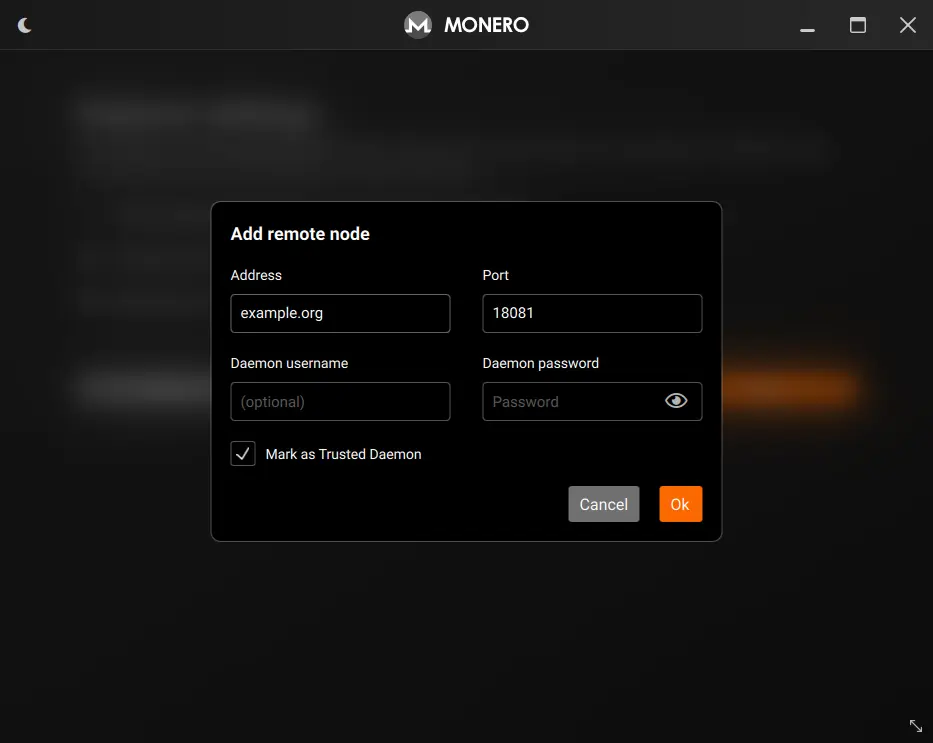 MONERO
Add remote node
Address
Port
example.org
18081
Daemon username
Daemon password
(optional)
Password
Mark as Trusted Daemon
Cancel
Ok